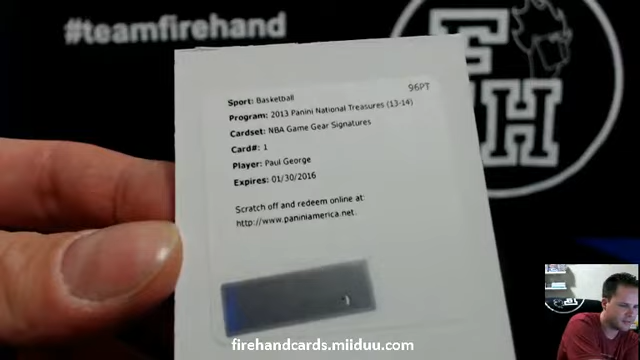 #teamfirehand
F
H
H
96PT
Sport: Basketball
Program: 2013 Panini National Treasures (13-14)
Cardset: NBA Game Gear Signatures
Card#: 1
Player: Paul George
Expires: 01/30/2016
Scratch off and redeem online at:
http://www.paniniamerica.net.
firehandcards.miiduu.com